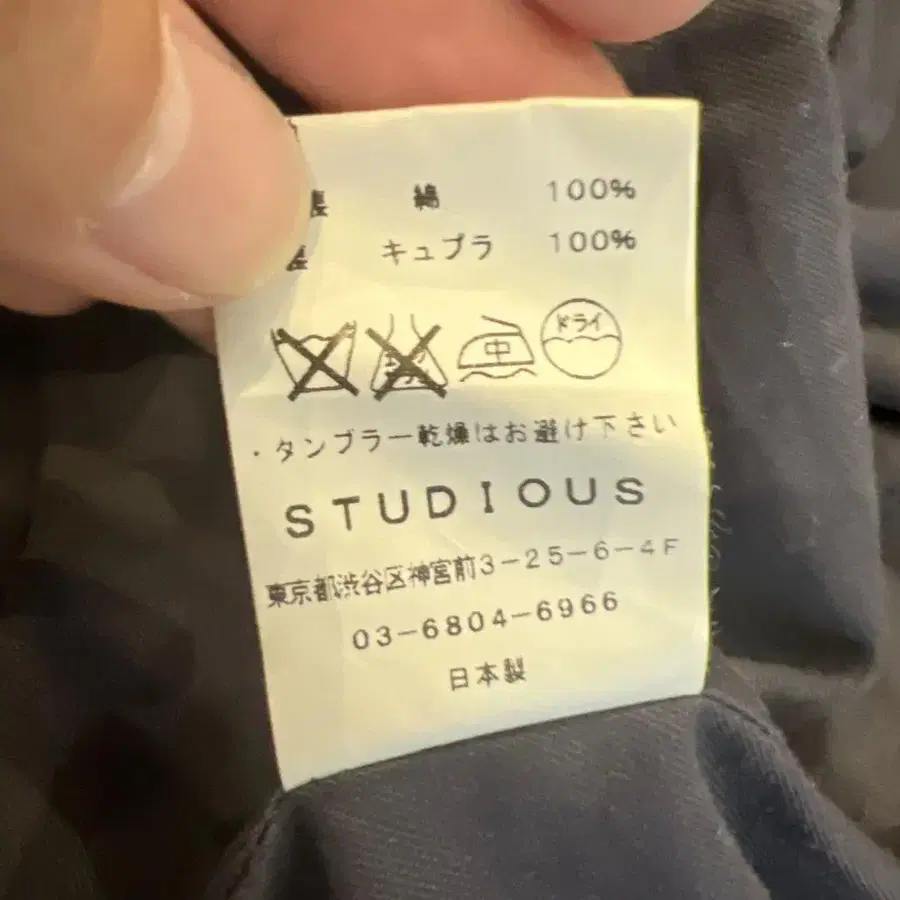 綿 100%
キュプラ 100%
中 ドライ
・タンブラー乾燥はお避け下さい
STUDIOUS
東京都渋谷区神宮前3-25-6-4F
03-6804-6966
日本製